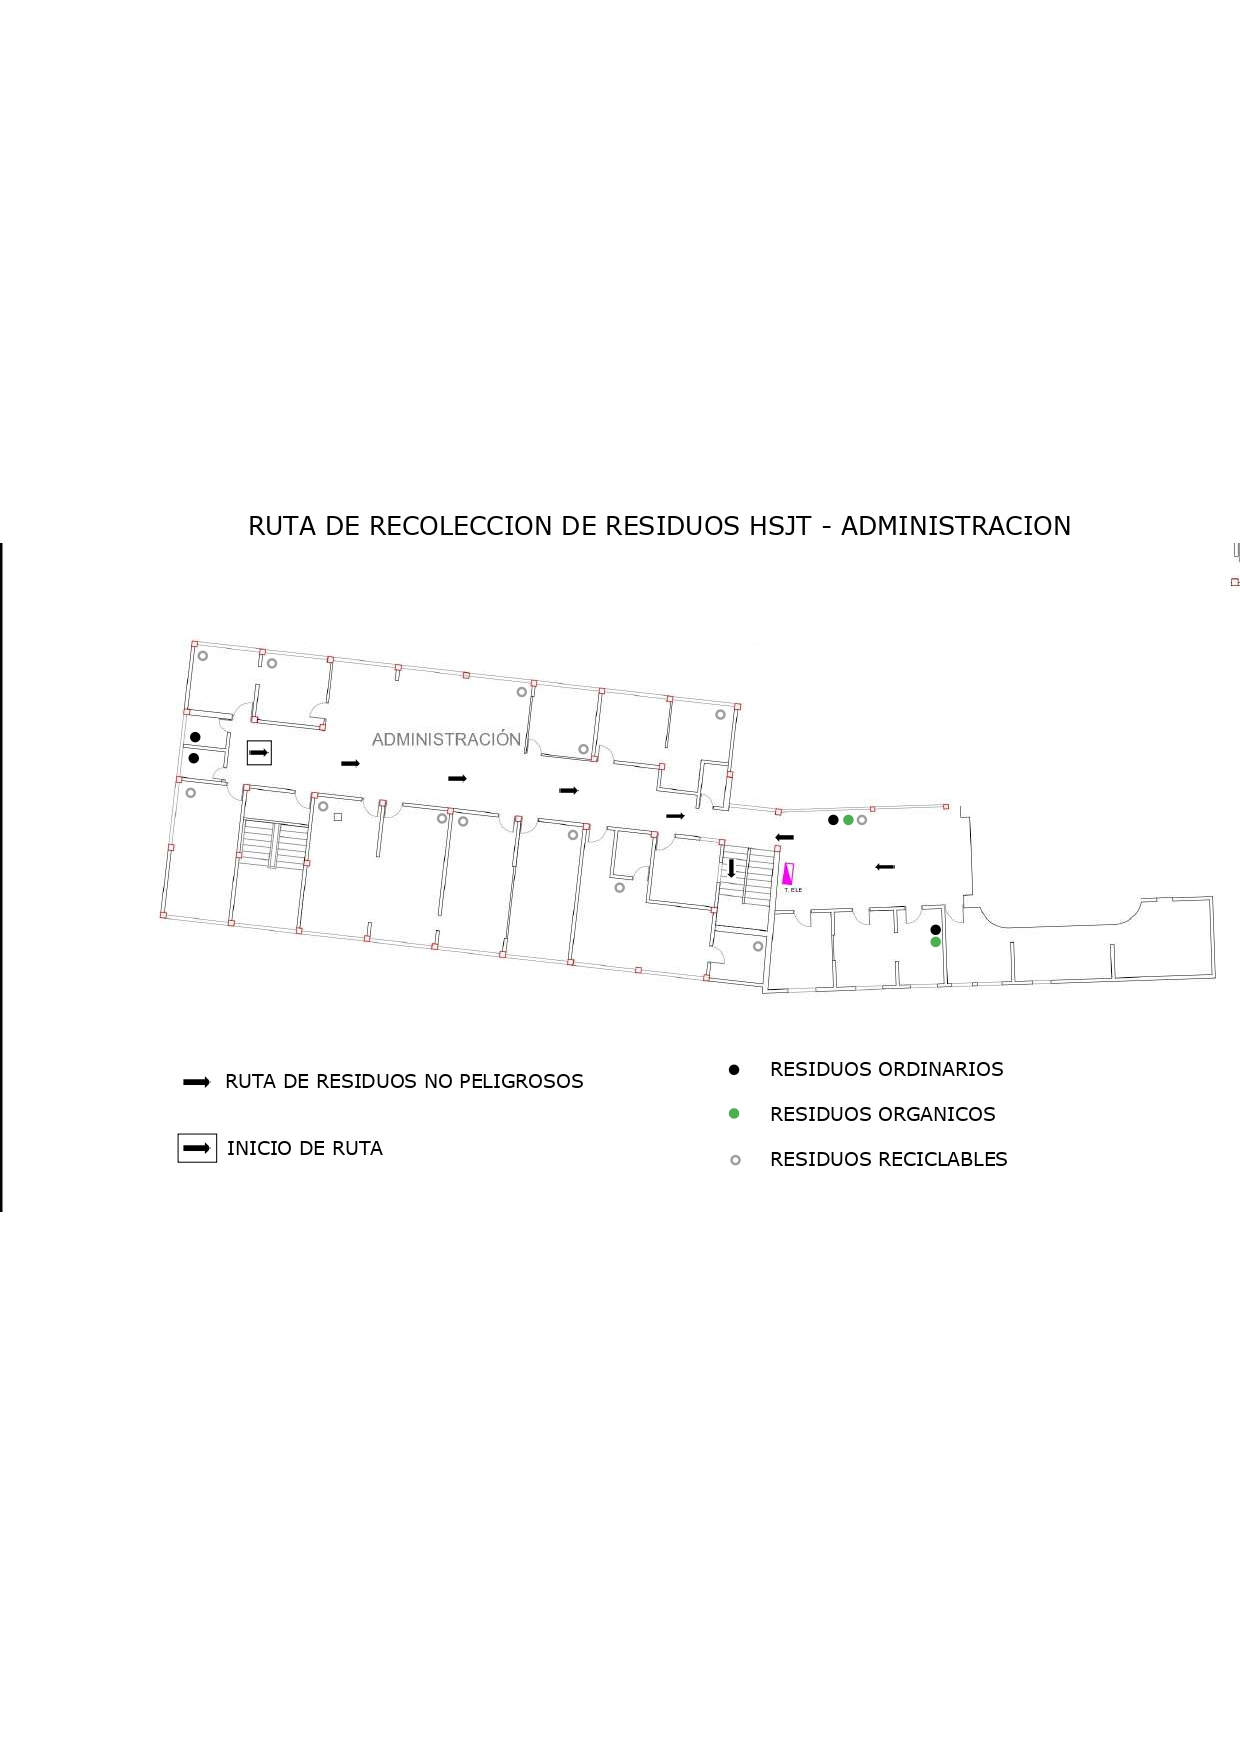 RUTA DE RECOLECCION DE RESIDUOS HSJT - ADMINISTRACION
ADMINISTRACIÓN
T. ELE
RUTA DE RESIDUOS NO PELIGROSOS
INICIO DE RUTA
RESIDUOS ORDINARIOS
RESIDUOS ORGANICOS
RESIDUOS RECICLABLES